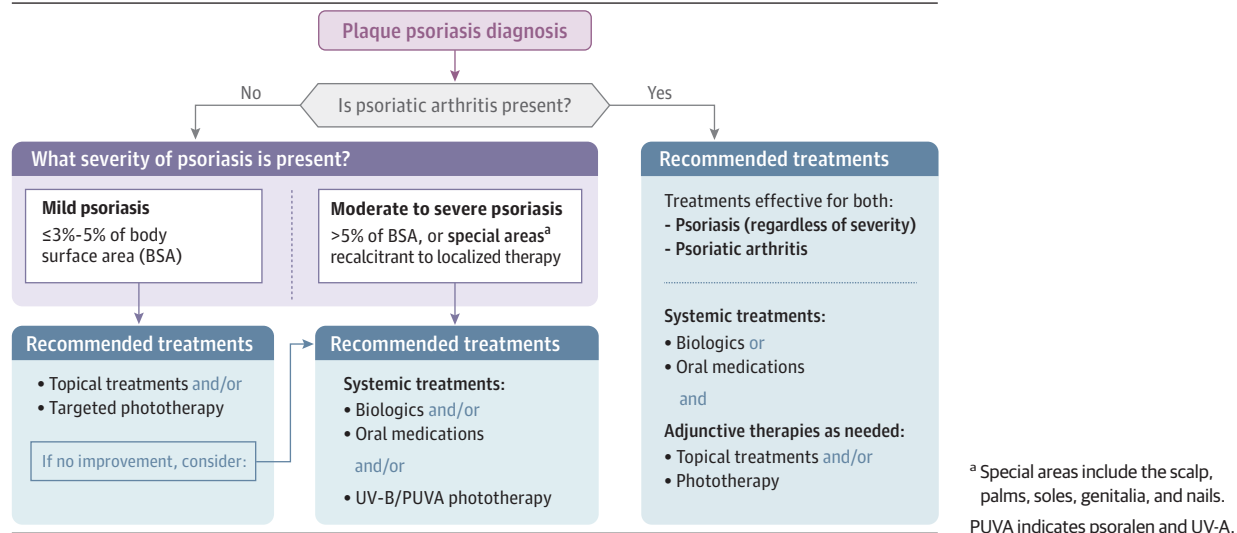 Plaque psoriasis diagnosis
No
Is psoriatic arthritis present?
Yes
What severity of psoriasis is present?
Mild psoriasis
≤3%-5% of body
surface area (BSA)
Moderate to severe psoriasis
>5% of BSA, or special areasᵃ
recalcitrant to localized therapy
Recommended treatments
• Topical treatments and/or
• Targeted phototherapy
If no improvement, consider:
Recommended treatments
Systemic treatments:
• Biologics and/or
• Oral medications
and/or
• UV-B/PUVA phototherapy
Recommended treatments
Treatments effective for both:
- Psoriasis (regardless of severity)
- Psoriatic arthritis
Systemic treatments:
• Biologics or
• Oral medications
and
Adjunctive therapies as needed:
• Topical treatments and/or
• Phototherapy
ᵃ Special areas include the scalp,
palms, soles, genitalia, and nails.
PUVA indicates psoralen and UV-A.